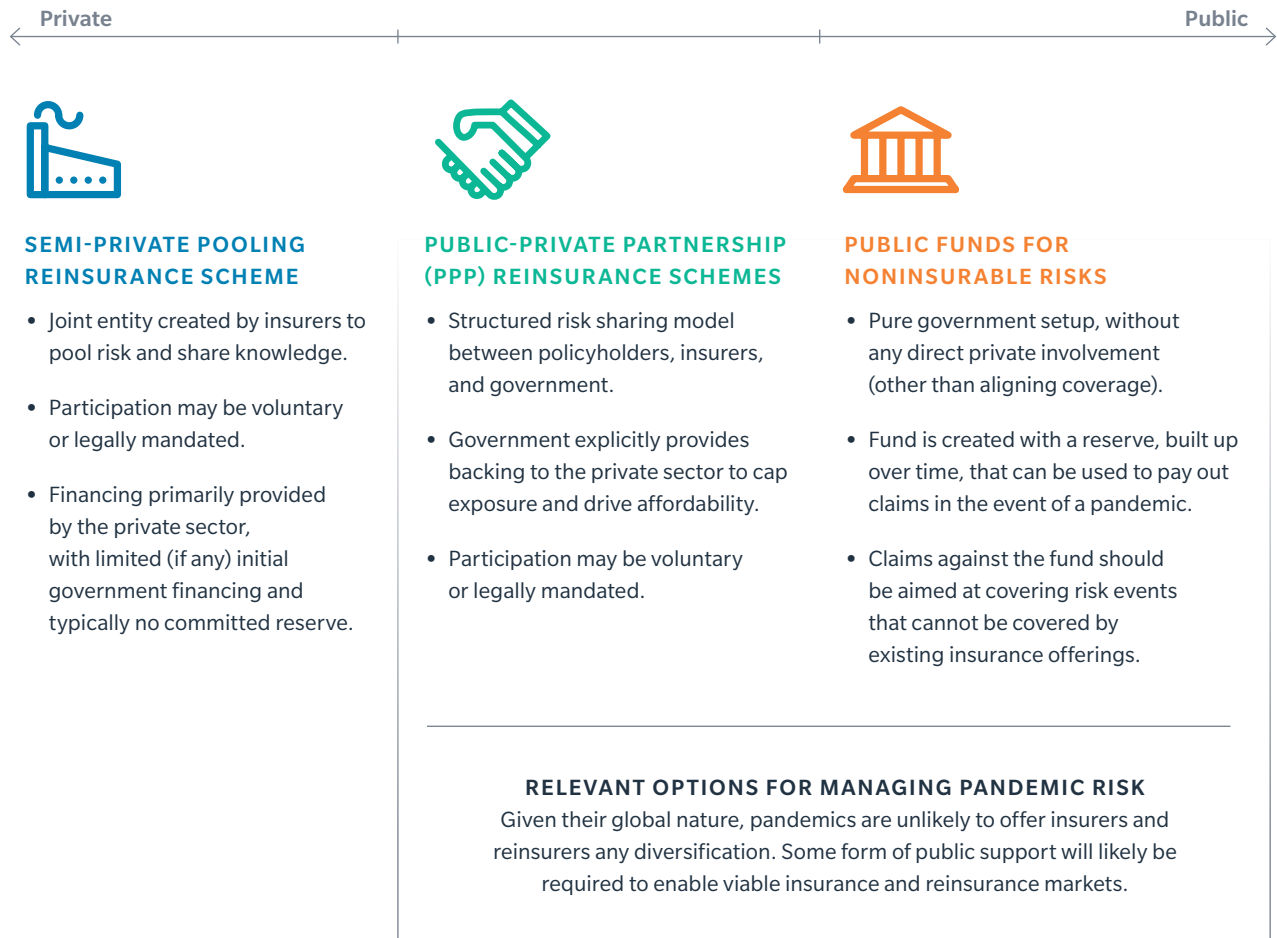 Private
Public
SEMI-PRIVATE POOLING
REINSURANCE SCHEME
• Joint entity created by insurers to
pool risk and share knowledge.
• Participation may be voluntary
or legally mandated.
• Financing primarily provided
by the private sector,
with limited (if any) initial
government financing and
typically no committed reserve.
PUBLIC-PRIVATE PARTNERSHIP
(PPP) REINSURANCE SCHEMES
• Structured risk sharing model
between policyholders, insurers,
and government.
• Government explicitly provides
backing to the private sector to cap
exposure and drive affordability.
• Participation may be voluntary
or legally mandated.
PUBLIC FUNDS FOR
NONINSURABLE RISKS
• Pure government setup, without
any direct private involvement
(other than aligning coverage).
• Fund is created with a reserve, built up
over time, that can be used to pay out
claims in the event of a pandemic.
• Claims against the fund should
be aimed at covering risk events
that cannot be covered by
existing insurance offerings.
RELEVANT OPTIONS FOR MANAGING PANDEMIC RISK
Given their global nature, pandemics are unlikely to offer insurers and
reinsurers any diversification. Some form of public support will likely be
required to enable viable insurance and reinsurance markets.